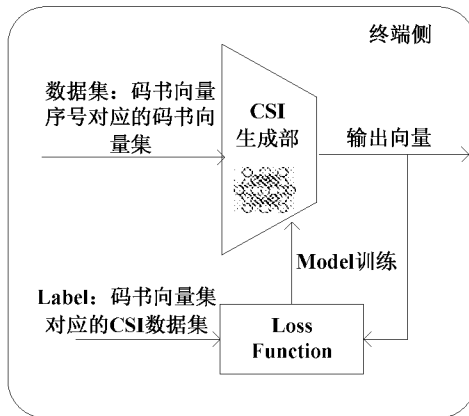 终端侧
数据集：码书向量
序号对应的码书向
量集
CSI
生成部
输出向量
Model训练
Label：码书向量集
对应的CSI数据集
Loss
Function